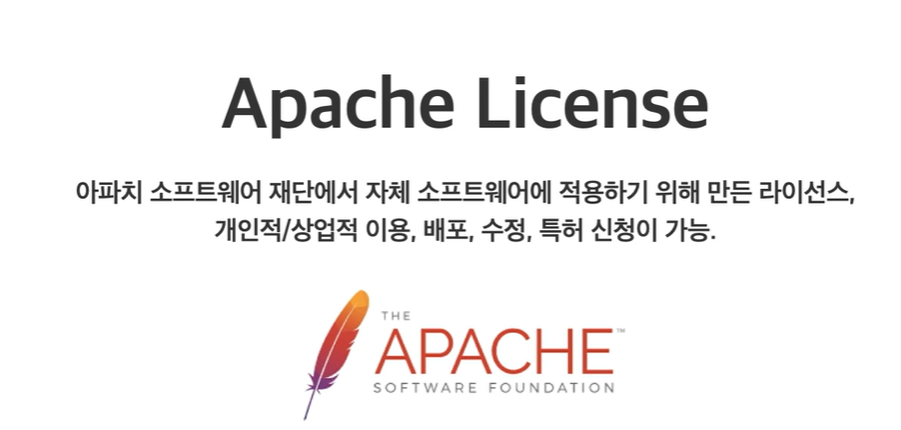 Apache License
아파치 소프트웨어 재단에서 자체 소프트웨어에 적용하기 위해 만든 라이선스,
개인적/상업적 이용, 배포, 수정, 특허 신청이 가능.
THE
APACHE™
SOFTWARE FOUNDATION